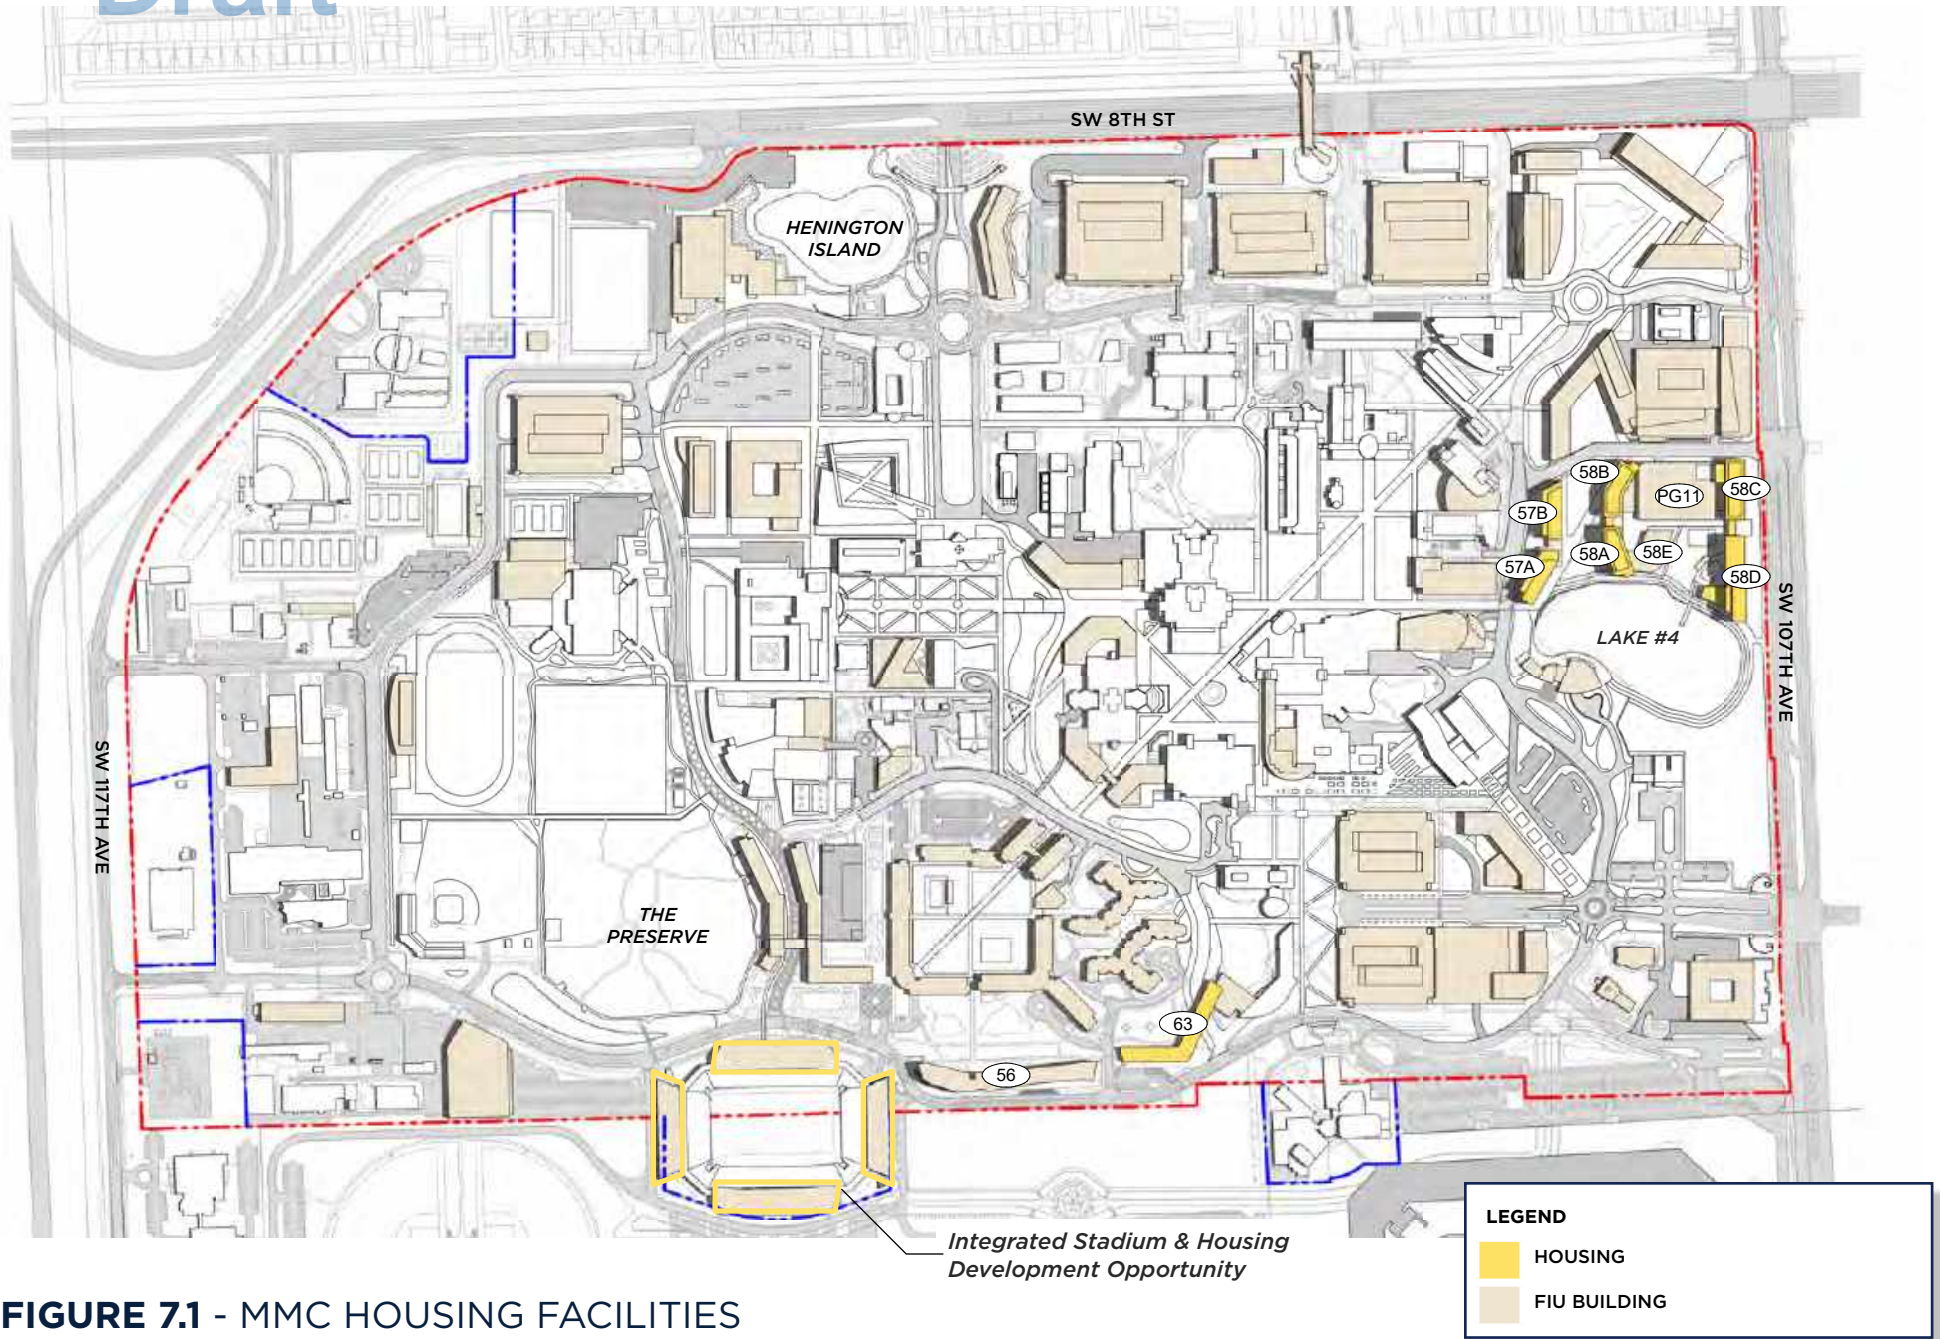 Draft
SW 8TH ST
HENINGTON
ISLAND
58B
PG11
58C
57B
58A
58E
57A
58D
LAKE #4
SW 107TH AVE
SW 117TH AVE
THE
PRESERVE
63
56
Integrated Stadium & Housing
Development Opportunity
LEGEND
HOUSING
FIU BUILDING
FIGURE 7.1 - MMC HOUSING FACILITIES